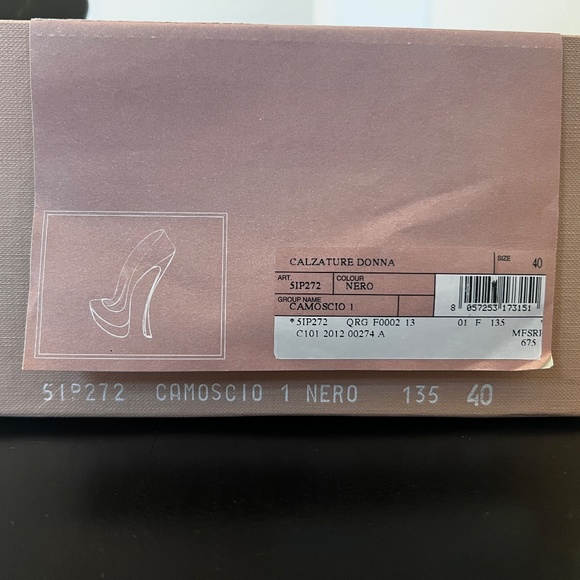 CALZATURE DONNA SIZE 40
ART. 5IP272 COLOUR NERO
GROUP NAME CAMOSCIO 1
8 057253 173151
* 5IP272 QRG F0002 13 01 F 135
C101 2012 00274 A MFSRP 675
5IP272 CAMOSCIO 1 NERO 135 40